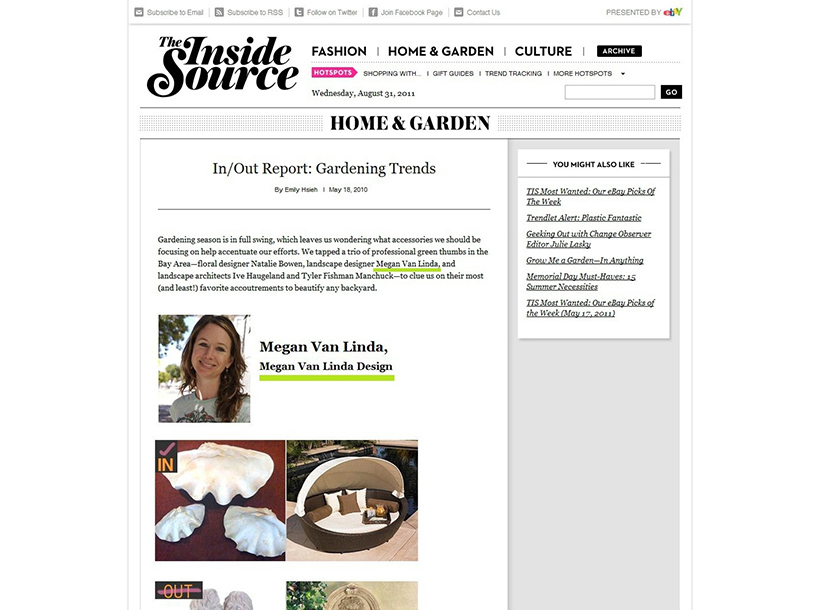 Subscribe to Email | Subscribe to RSS | Follow on Twitter | Join Facebook Page | Contact Us
PRESENTED BY ebY
The Inside Source
FASHION | HOME & GARDEN | CULTURE | ARCHIVE
HOTSPOTS SHOPPING WITH... | GIFT GUIDES | TREND TRACKING | MORE HOTSPOTS
Wednesday, August 31, 2011
GO
HOME & GARDEN
In/Out Report: Gardening Trends
By Emily Hsieh | May 18, 2010
Gardening season is in full swing, which leaves us wondering what accessories we should be
focusing on help accentuate our efforts. We tapped a trio of professional green thumbs in the
Bay Area—floral designer Natalie Bowen, landscape designer Megan Van Linda, and
landscape architects Ive Haugeland and Tyler Fishman Manchuck—to clue us on their most
(and least!) favorite accoutrements to beautify any backyard.
Megan Van Linda,
Megan Van Linda Design
IN
OUT
YOU MIGHT ALSO LIKE
TIS Most Wanted: Our eBay Picks Of
The Week
Trendlet Alert: Plastic Fantastic
Geeking Out with Change Observer
Editor Julie Lasky
Grow Me a Garden—In Anything
Memorial Day Must-Haves: 15
Summer Necessities
TIS Most Wanted: Our eBay Picks of
the Week (May 17, 2011)